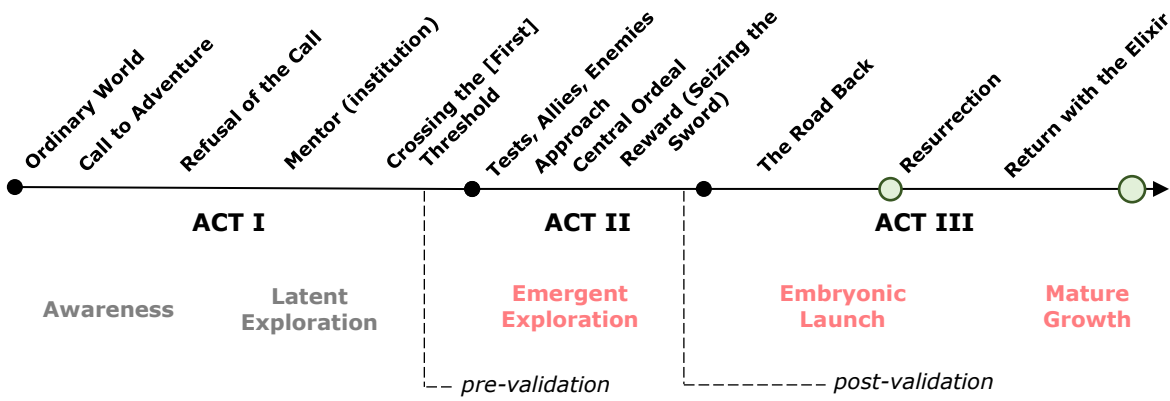 Ordinary World
Call to Adventure
Refusal of the Call
Mentor (institution)
Crossing the [First]
Threshold
Tests, Allies, Enemies
Approach
Central Ordeal
Reward (Seizing the
Sword)
The Road Back
Resurrection
Return with the Elixir
ACT I
ACT II
ACT III
Awareness
Latent
Exploration
Emergent
Exploration
Embryonic
Launch
Mature
Growth
pre-validation
post-validation